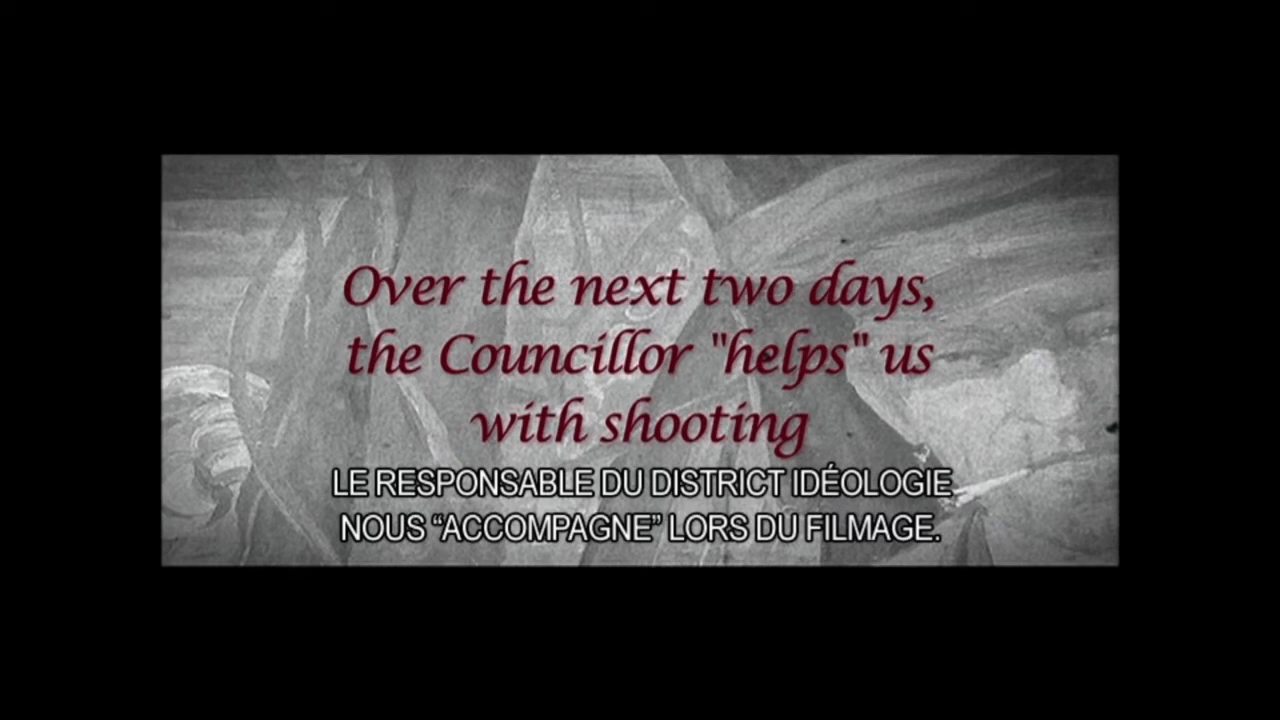 Over the next two days,
the Councillor "helps" us
with shooting
LE RESPONSABLE DU DISTRICT IDÉOLOGIE
NOUS “ACCOMPAGNE” LORS DU FILMAGE.